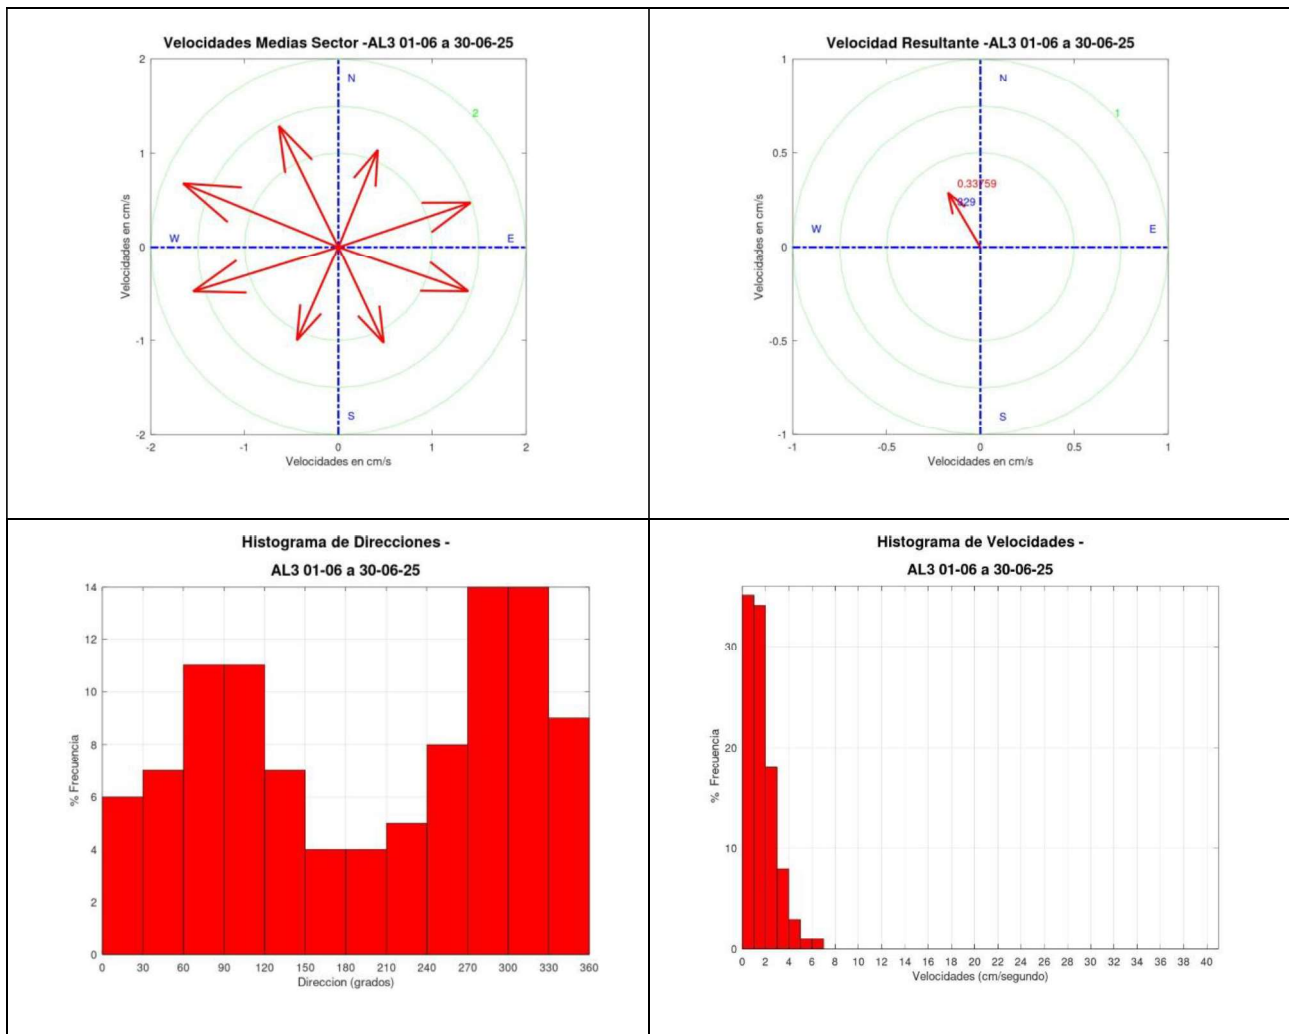 Velocidades Medias Sector -AL3 01-06 a 30-06-25
2
1
0
-1
-2
Velocidades en cm/s
N
2
W
E
S
-2
-1
0
1
2
Velocidades en cm/s
Velocidad Resultante -AL3 01-06 a 30-06-25
1
0.5
0
-0.5
-1
Velocidades en cm/s
N
1
0.33759
329
W
E
S
-1
-0.5
0
0.5
1
Velocidades en cm/s
Histograma de Direcciones -
AL3 01-06 a 30-06-25
14
12
10
8
6
4
2
0
% Frecuencia
0 30 60 90 120 150 180 210 240 270 300 330 360
Direccion (grados)
Histograma de Velocidades -
AL3 01-06 a 30-06-25
30
20
10
0
% Frecuencia
0 2 4 6 8 10 12 14 16 18 20 22 24 26 28 30 32 34 36 38 40
Velocidades (cm/segundo)